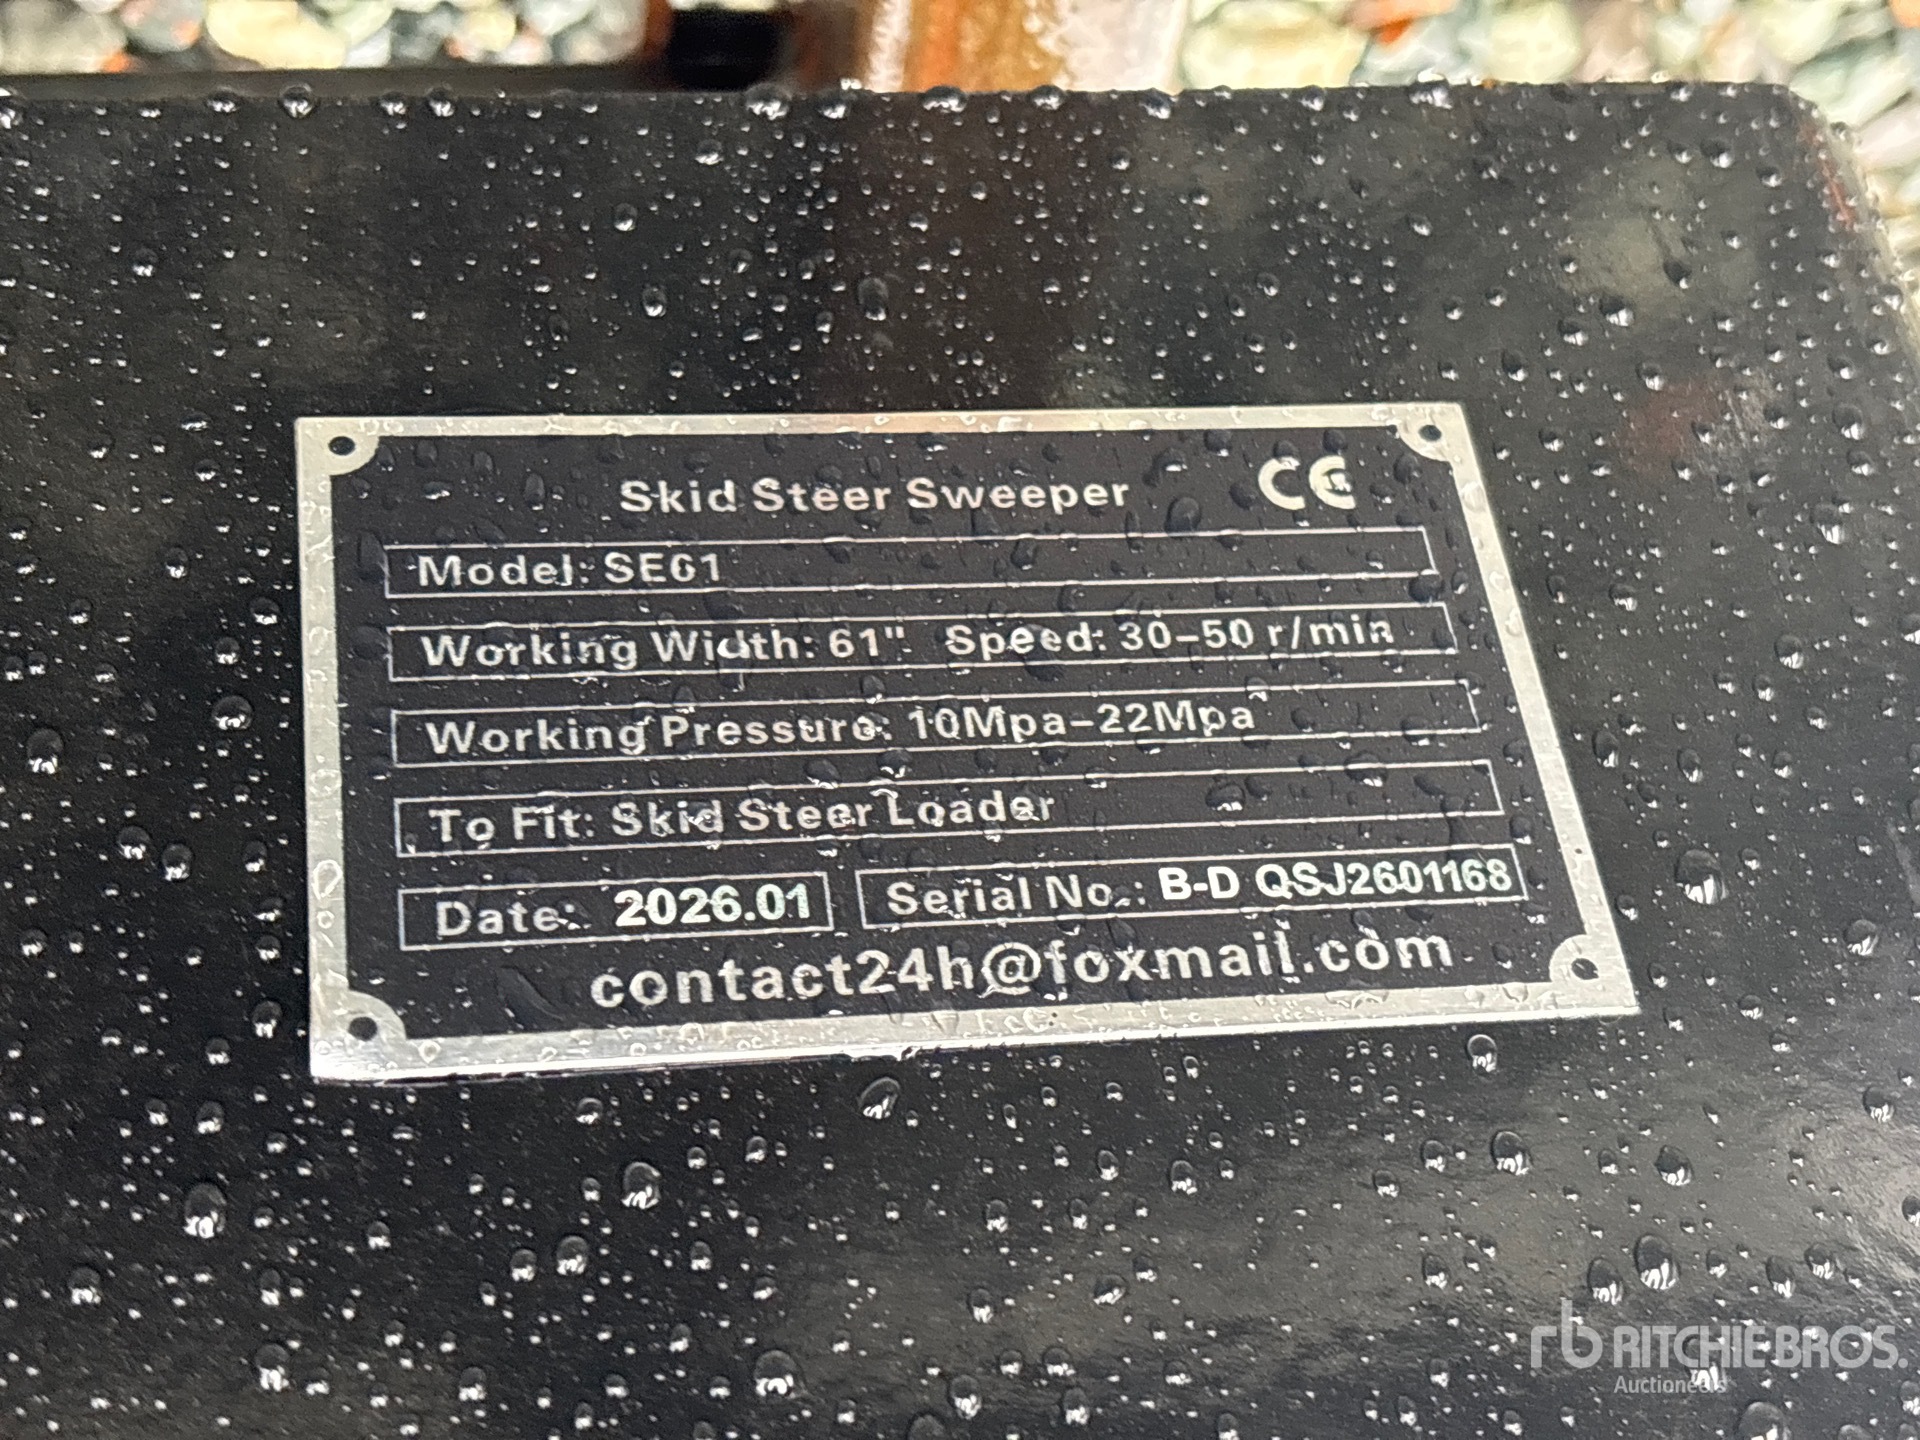 Skid Steer Sweeper CE
Model: SE61
Working Width: 61" Speed: 30-50 r/min
Working Pressure: 10Mpa-22Mpa
To Fit: Skid Steer Loader
Date: 2026.01 Serial No.: B-D QSJ2601168
contact24h@foxmail.com
rb RITCHIE BROS.
Auctioneers